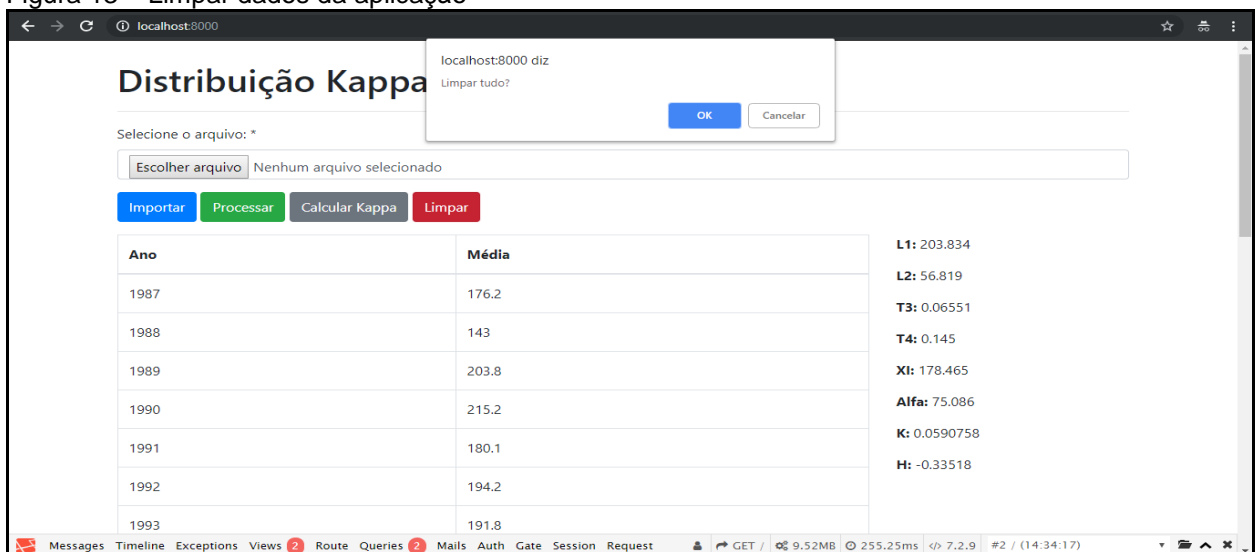 Figura 18 – Limpar dados da aplicação
localhost:8000
localhost:8000 diz
Limpar tudo?
OK Cancelar
Distribuição Kappa
Selecione o arquivo: *
Escolher arquivo Nenhum arquivo selecionado
Importar Processar Calcular Kappa Limpar
Ano Média
1987 176.2
1988 143
1989 203.8
1990 215.2
1991 180.1
1992 194.2
1993 191.8
L1: 203.834
L2: 56.819
T3: 0.06551
T4: 0.145
XI: 178.465
Alfa: 75.086
K: 0.0590758
H: -0.33518
Messages Timeline Exceptions Views 2 Route Queries 2 Mails Auth Gate Session Request GET / 9.52MB 255.25ms </> 7.2.9 #2 / (14:34:17)